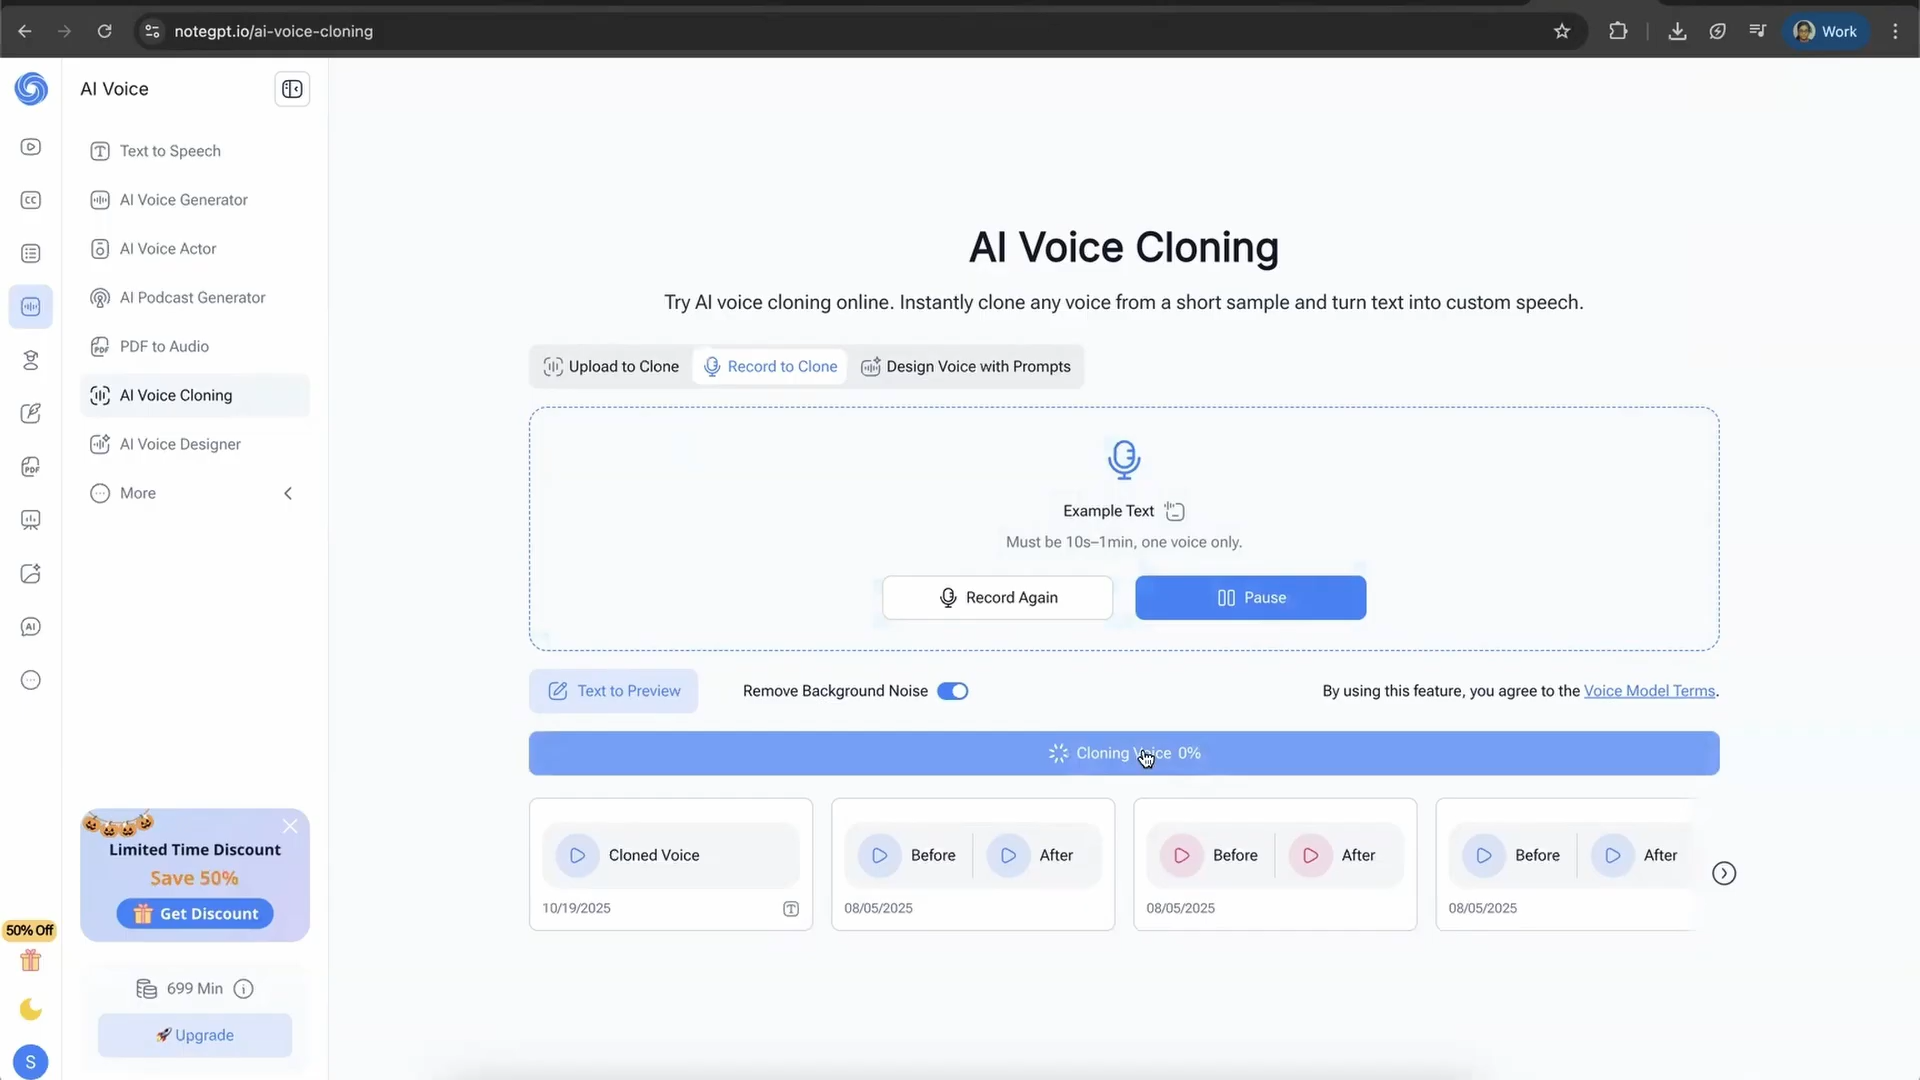 notegpt.io/ai-voice-cloning
Work
AI Voice
Text to Speech
AI Voice Generator
AI Voice Actor
AI Podcast Generator
PDF to Audio
AI Voice Cloning
AI Voice Designer
More
CC
PDF
AI
Limited Time Discount
Save 50%
Get Discount
50% Off
699 Min
Upgrade
S
AI Voice Cloning
Try AI voice cloning online. Instantly clone any voice from a short sample and turn text into custom speech.
Upload to Clone
Record to Clone
Design Voice with Prompts
Example Text
Must be 10s–1min, one voice only.
Record Again
Pause
Text to Preview
Remove Background Noise
By using this feature, you agree to the Voice Model Terms.
Cloning Voice 0%
Cloned Voice
10/19/2025
Before
After
08/05/2025
Before
After
08/05/2025
Before
After
08/05/2025